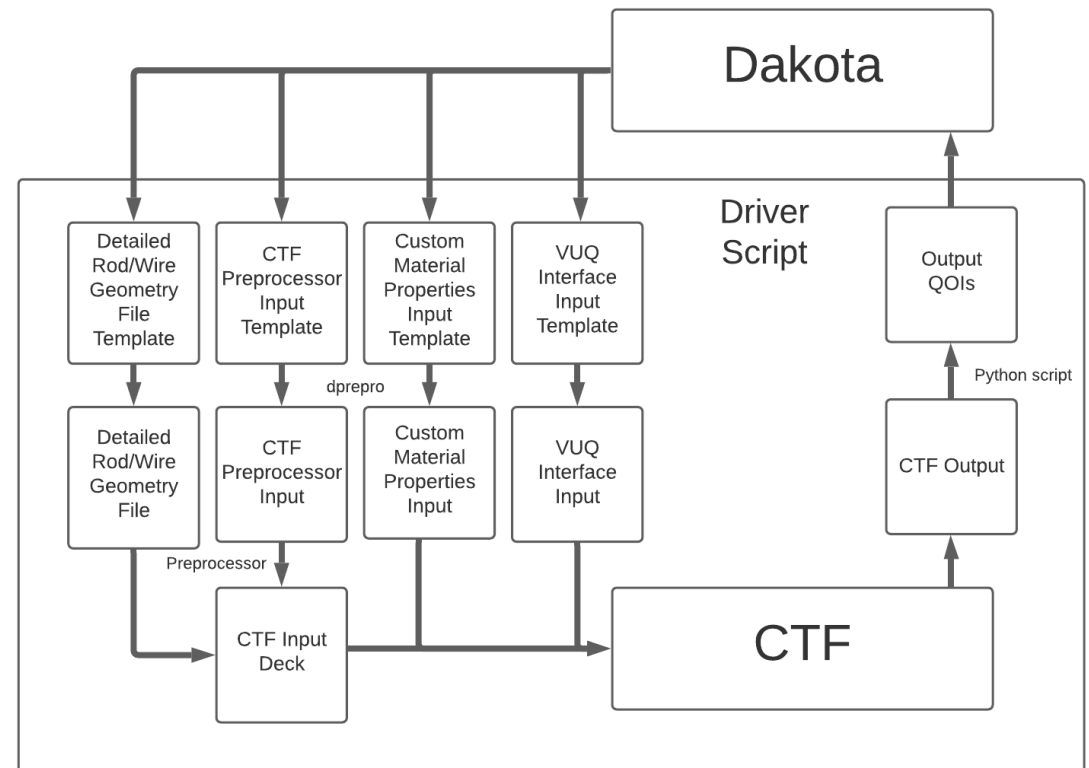 Dakota
Driver
Script
Detailed
Rod/Wire
Geometry
File
Template
CTF
Preprocessor
Input
Template
Custom
Material
Properties
Input
Template
VUQ
Interface
Input
Template
Output
QOIs
dprepro
Python script
Detailed
Rod/Wire
Geometry
File
CTF
Preprocessor
Input
Custom
Material
Properties
Input
VUQ
Interface
Input
CTF Output
Preprocessor
CTF Input
Deck
CTF